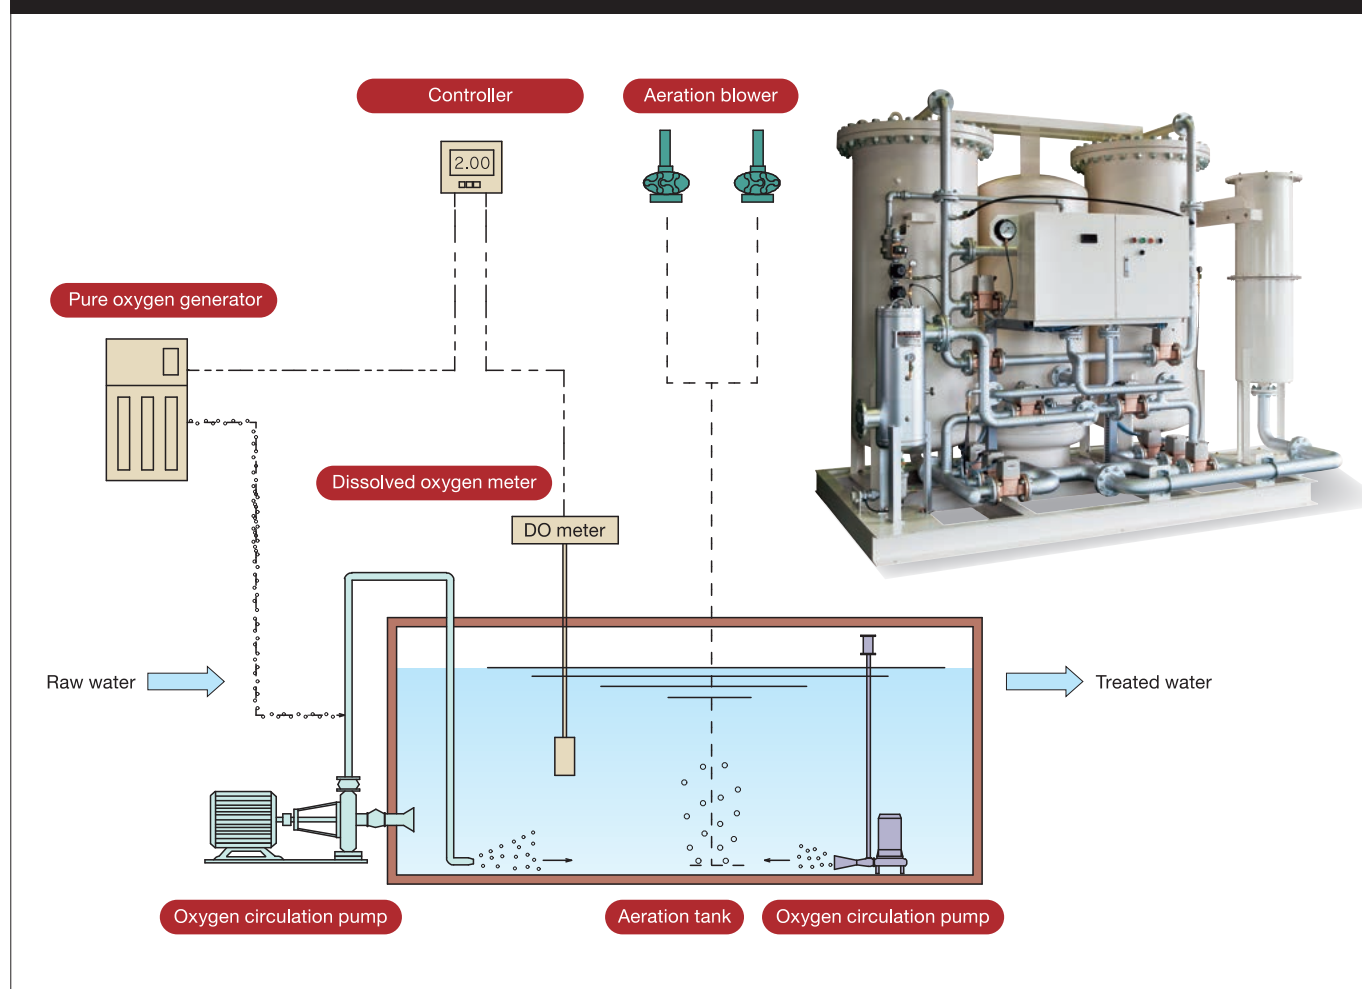 Controller
Aeration blower
2.00
Pure oxygen generator
Dissolved oxygen meter
DO meter
Raw water
Treated water
Oxygen circulation pump
Aeration tank
Oxygen circulation pump